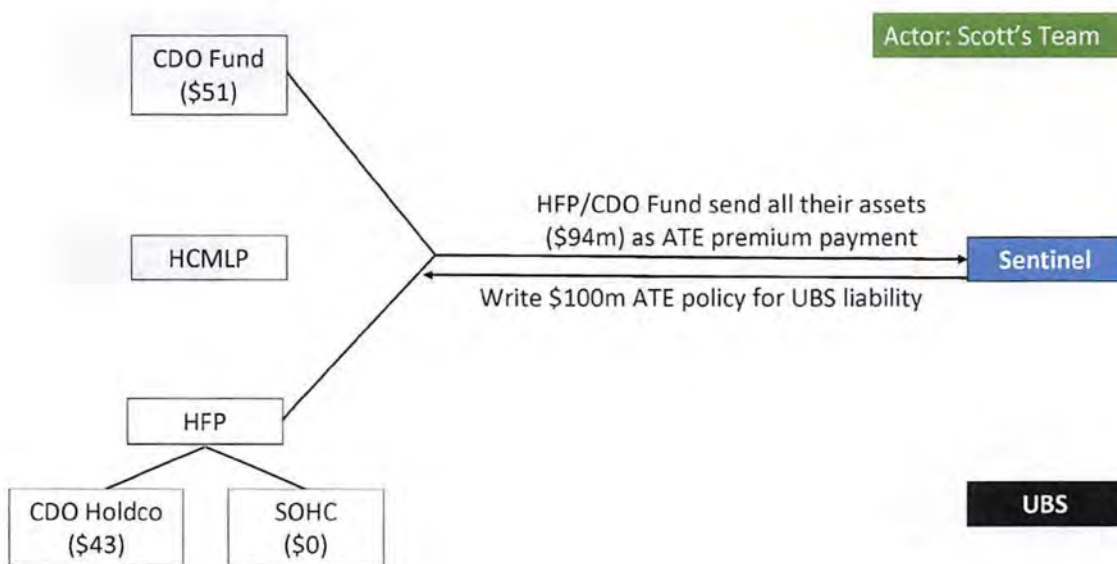 Actor: Scott's Team
CDO Fund
($51)
HFP/CDO Fund send all their assets
($94m) as ATE premium payment
HCMLP
Sentinel
Write $100m ATE policy for UBS liability
HFP
CDO Holdco
($43)
SOHC
($0)
UBS